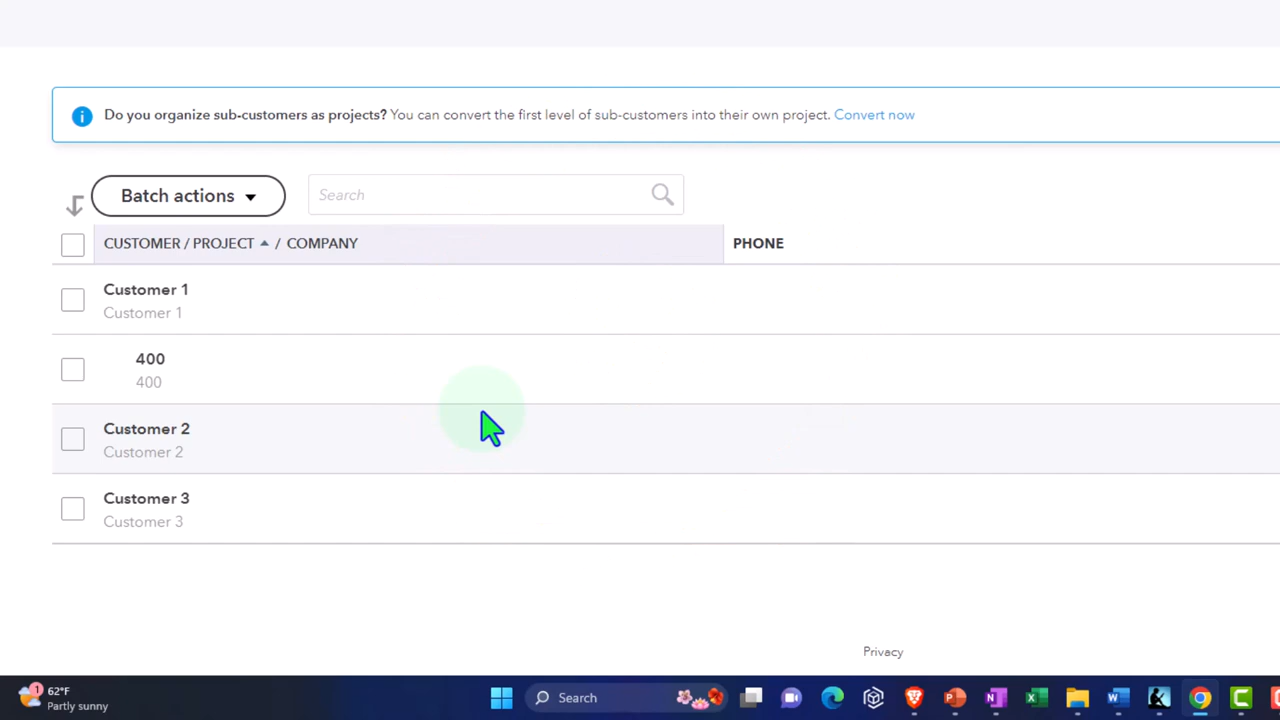 Do you organize sub-customers as projects? You can convert the first level of sub-customers into their own project. Convert now
Batch actions
Search
CUSTOMER / PROJECT / COMPANY
PHONE
Customer 1
Customer 1
400
400
Customer 2
Customer 2
Customer 3
Customer 3
Privacy
1
62°F
Partly sunny
Search